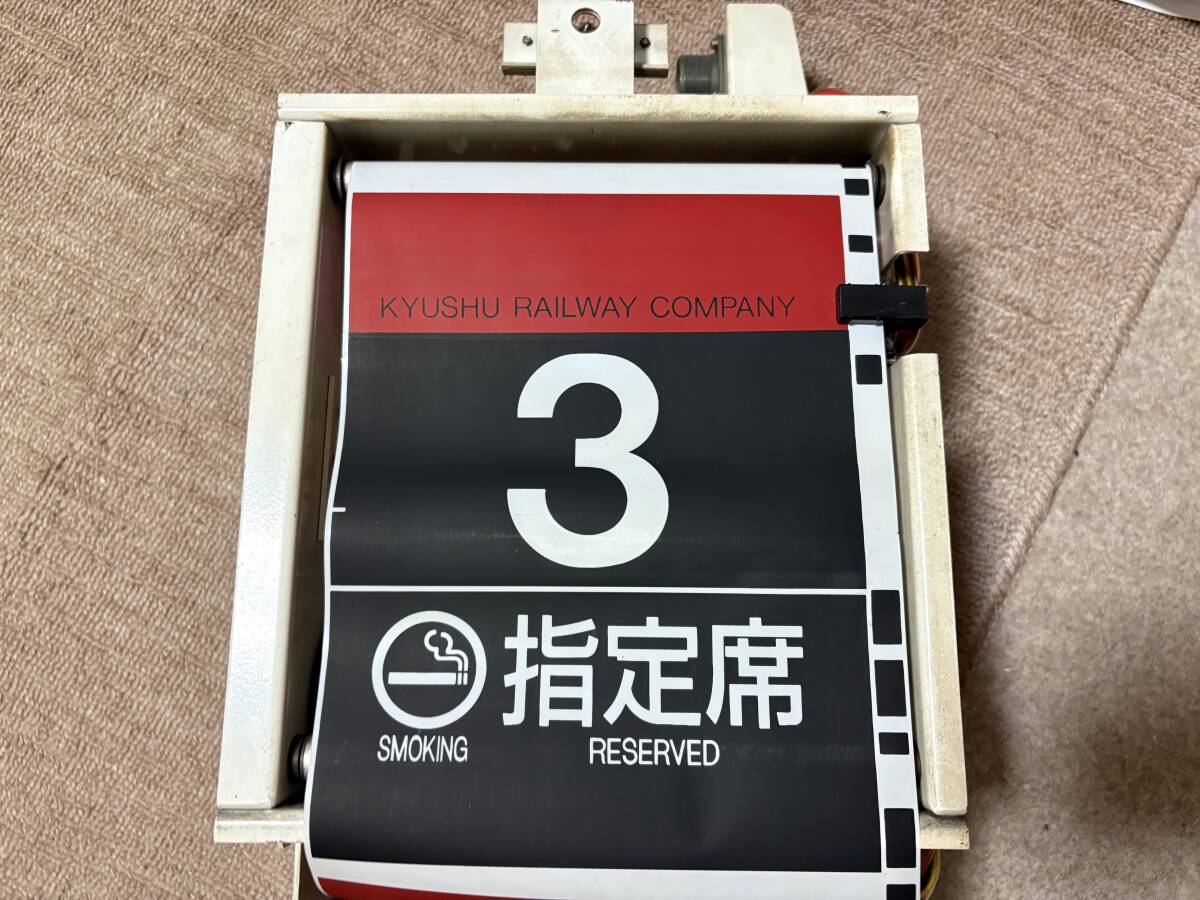 KYUSHU RAILWAY COMPANY
3
指定席
SMOKING RESERVED